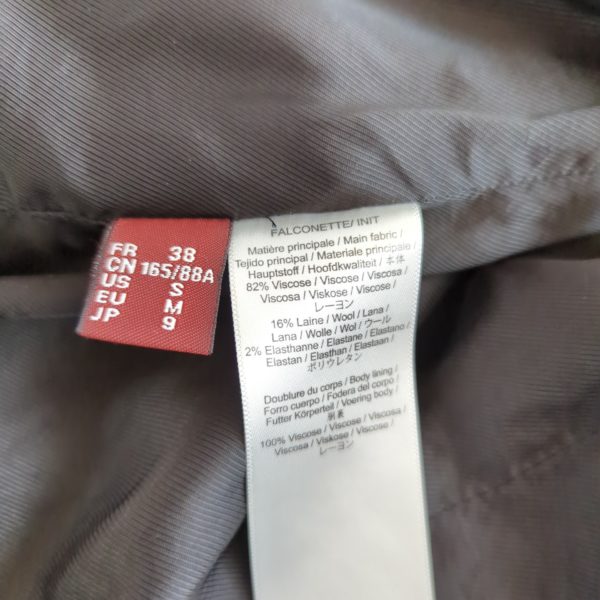 FR 38
CN 165/88A
US S
EU M
JP 9
FALCONETTE/ INIT
Matière principale / Main fabric /
Tejido principal / Materiale principale /
Hauptstoff / Hoofdkwaliteit / 本体
82% Viscose / Viscose / Viscosa /
Viscosa / Viskose / Viscose /
レーヨン
16% Laine / Wool / Lana /
Lana / Wolle / Wol / ウール
2% Elasthanne / Elastane / Elastano /
Elastan / Elasthan / Elastaan /
ポリウレタン
Doublure du corps / Body lining /
Forro cuerpo / Fodera del corpo /
Futter Körperteil / Voering body /
胴裏
100% Viscose / Viscose / Viscosa /
Viscosa / Viskose / Viscose /
レーヨン